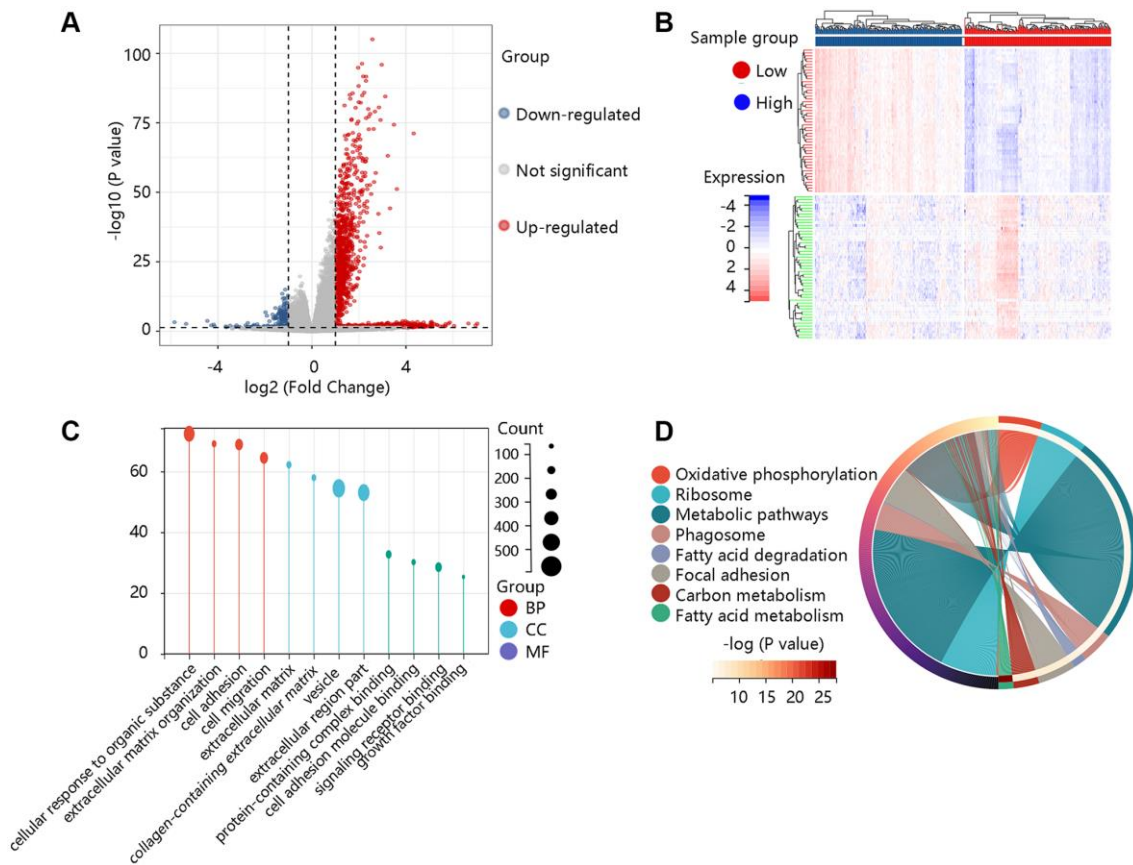 A
-log10 (P value)
100
75
50
25
0
-4
0
4
log2 (Fold Change)
Group
Down-regulated
Not significant
Up-regulated
B
Sample group
Low
High
Expression
-4
-2
0
2
4
C
60
40
20
0
cellular response to organic substance
extracellular matrix organization
cell adhesion
cell migration
extracellular matrix
collagen-containing extracellular matrix
vesicle
extracellular region part
protein-containing complex binding
cell adhesion molecule binding
signaling receptor binding
growth factor binding
Count
100
200
300
400
500
Group
BP
CC
MF
D
Oxidative phosphorylation
Ribosome
Metabolic pathways
Phagosome
Fatty acid degradation
Focal adhesion
Carbon metabolism
Fatty acid metabolism
-log (P value)
10 15 20 25